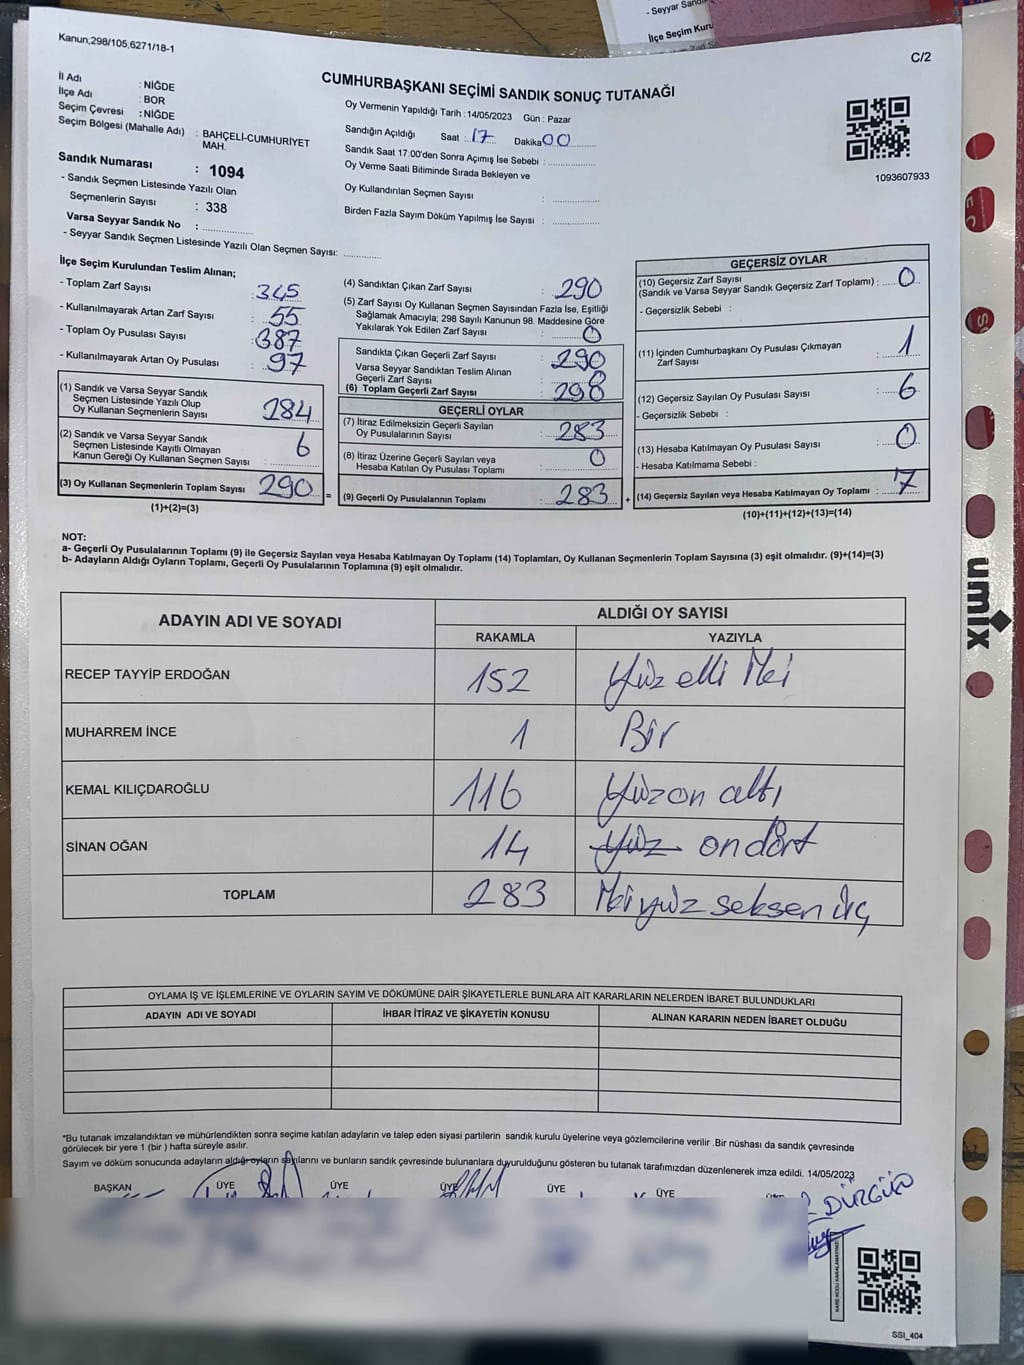 - Seyyar Sandı
İlçe Seçim Kuru
Kanun;298/105,6271/18-1
C/2
CUMHURBAŞKANI SEÇİMİ SANDIK SONUÇ TUTANAĞI
İl Adı : NİĞDE
İlçe Adı : BOR
Seçim Çevresi : NİĞDE
Seçim Bölgesi (Mahalle Adı) : BAHÇELİ-CUMHURİYET
MAH.
Sandık Numarası : 1094
- Sandık Seçmen Listesinde Yazılı Olan
Seçmenlerin Sayısı : 338
Varsa Seyyar Sandık No : ..............
- Seyyar Sandık Seçmen Listesinde Yazılı Olan Seçmen Sayısı: ............
Oy Vermenin Yapıldığı Tarih :14/05/2023 Gün : Pazar
Sandığın Açıldığı Saat : 17 Dakika 00
Sandık Saat 17:00'den Sonra Açımış İse Sebebi : ..............
Oy Verme Saati Bitiminde Sırada Bekleyen ve
Oy Kullandırılan Seçmen Sayısı : ..............
Birden Fazla Sayım Döküm Yapılmış İse Sayısı : ..............
1093607933
İlçe Seçim Kurulundan Teslim Alınan;
- Toplam Zarf Sayısı : 345
- Kullanılmayarak Artan Zarf Sayısı : 55
- Toplam Oy Pusulası Sayısı : 387
- Kullanılmayarak Artan Oy Pusulası : 97
(1) Sandık ve Varsa Seyyar Sandık
Seçmen Listesinde Yazılı Olup
Oy Kullanan Seçmenlerin Sayısı : 284
(2) Sandık ve Varsa Seyyar Sandık
Seçmen Listesinde Kayıtlı Olmayan
Kanun Gereği Oy Kullanan Seçmen Sayısı : 6
(3) Oy Kullanan Seçmenlerin Toplam Sayısı : 290
(1)+(2)=(3)
=
(4) Sandıktan Çıkan Zarf Sayısı : 290
(5) Zarf Sayısı Oy Kullanan Seçmen Sayısından Fazla İse, Eşitliği
Sağlamak Amacıyla; 298 Sayılı Kanunun 98. Maddesine Göre
Yakılarak Yok Edilen Zarf Sayısı : 0
Sandıkta Çıkan Geçerli Zarf Sayısı : 290
Varsa Seyyar Sandıktan Teslim Alınan
Geçerli Zarf Sayısı : 0
(6) Toplam Geçerli Zarf Sayısı : 290
GEÇERLİ OYLAR
(7) İtiraz Edilmeksizin Geçerli Sayılan
Oy Pusulalarının Sayısı : 283
(8) İtiraz Üzerine Geçerli Sayılan veya
Hesaba Katılan Oy Pusulası Toplamı : 0
(9) Geçerli Oy Pusulalarının Toplamı : 283
+
GEÇERSİZ OYLAR
(10) Geçersiz Zarf Sayısı
(Sandık ve Varsa Seyyar Sandık Geçersiz Zarf Toplamı) : 0
- Geçersizlik Sebebi :
(11) İçinden Cumhurbaşkanı Oy Pusulası Çıkmayan
Zarf Sayısı : 1
(12) Geçersiz Sayılan Oy Pusulası Sayısı : 6
- Geçersizlik Sebebi :
(13) Hesaba Katılmayan Oy Pusulası Sayısı : 0
- Hesaba Katılmama Sebebi :
(14) Geçersiz Sayılan veya Hesaba Katılmayan Oy Toplamı : 7
(10)+(11)+(12)+(13)=(14)
NOT:
a- Geçerli Oy Pusulalarının Toplamı (9) ile Geçersiz Sayılan veya Hesaba Katılmayan Oy Toplamı (14) Toplamları, Oy Kullanan Seçmenlerin Toplam Sayısına (3) eşit olmalıdır. (9)+(14)=(3)
b- Adayların Aldığı Oyların Toplamı, Geçerli Oy Pusulalarının Toplamına (9) eşit olmalıdır.
ADAYIN ADI VE SOYADI ALDIĞI OY SAYISI
RAKAMLA YAZIYLA
RECEP TAYYİP ERDOĞAN 152 Yüz elli iki
MUHARREM İNCE 1 Bir
KEMAL KILIÇDAROĞLU 116 Yüzon altı
SİNAN OĞAN 14 Yüz on dört
TOPLAM 283 İkiyüz seksen üç
OYLAMA İŞ VE İŞLEMLERİNE VE OYLARIN SAYIM VE DÖKÜMÜNE DAİR ŞİKAYETLERLE BUNLARA AİT KARARLARIN NELERDEN İBARET BULUNDUKLARI
ADAYIN ADI VE SOYADI İHBAR İTİRAZ VE ŞİKAYETİN KONUSU ALINAN KARARIN NEDEN İBARET OLDUĞU
*Bu tutanak imzalandıktan ve mühürlendikten sonra seçime katılan adayların ve talep eden siyasi partilerin sandık kurulu üyelerine veya gözlemcilerine verilir .Bir nüshası da sandık çevresinde
görülecek bir yere 1 (bir ) hafta süreyle asılır.
Sayım ve döküm sonucunda adayların aldığı oyların sayılarını ve bunların sandık çevresinde bulunanlara duyurulduğunu gösteren bu tutanak tarafımızdan düzenlenerek imza edildi. 14/05/2023
BAŞKAN ÜYE ÜYE ÜYE ÜYE ÜYE
DÜRGÜD
SSI_404
umix